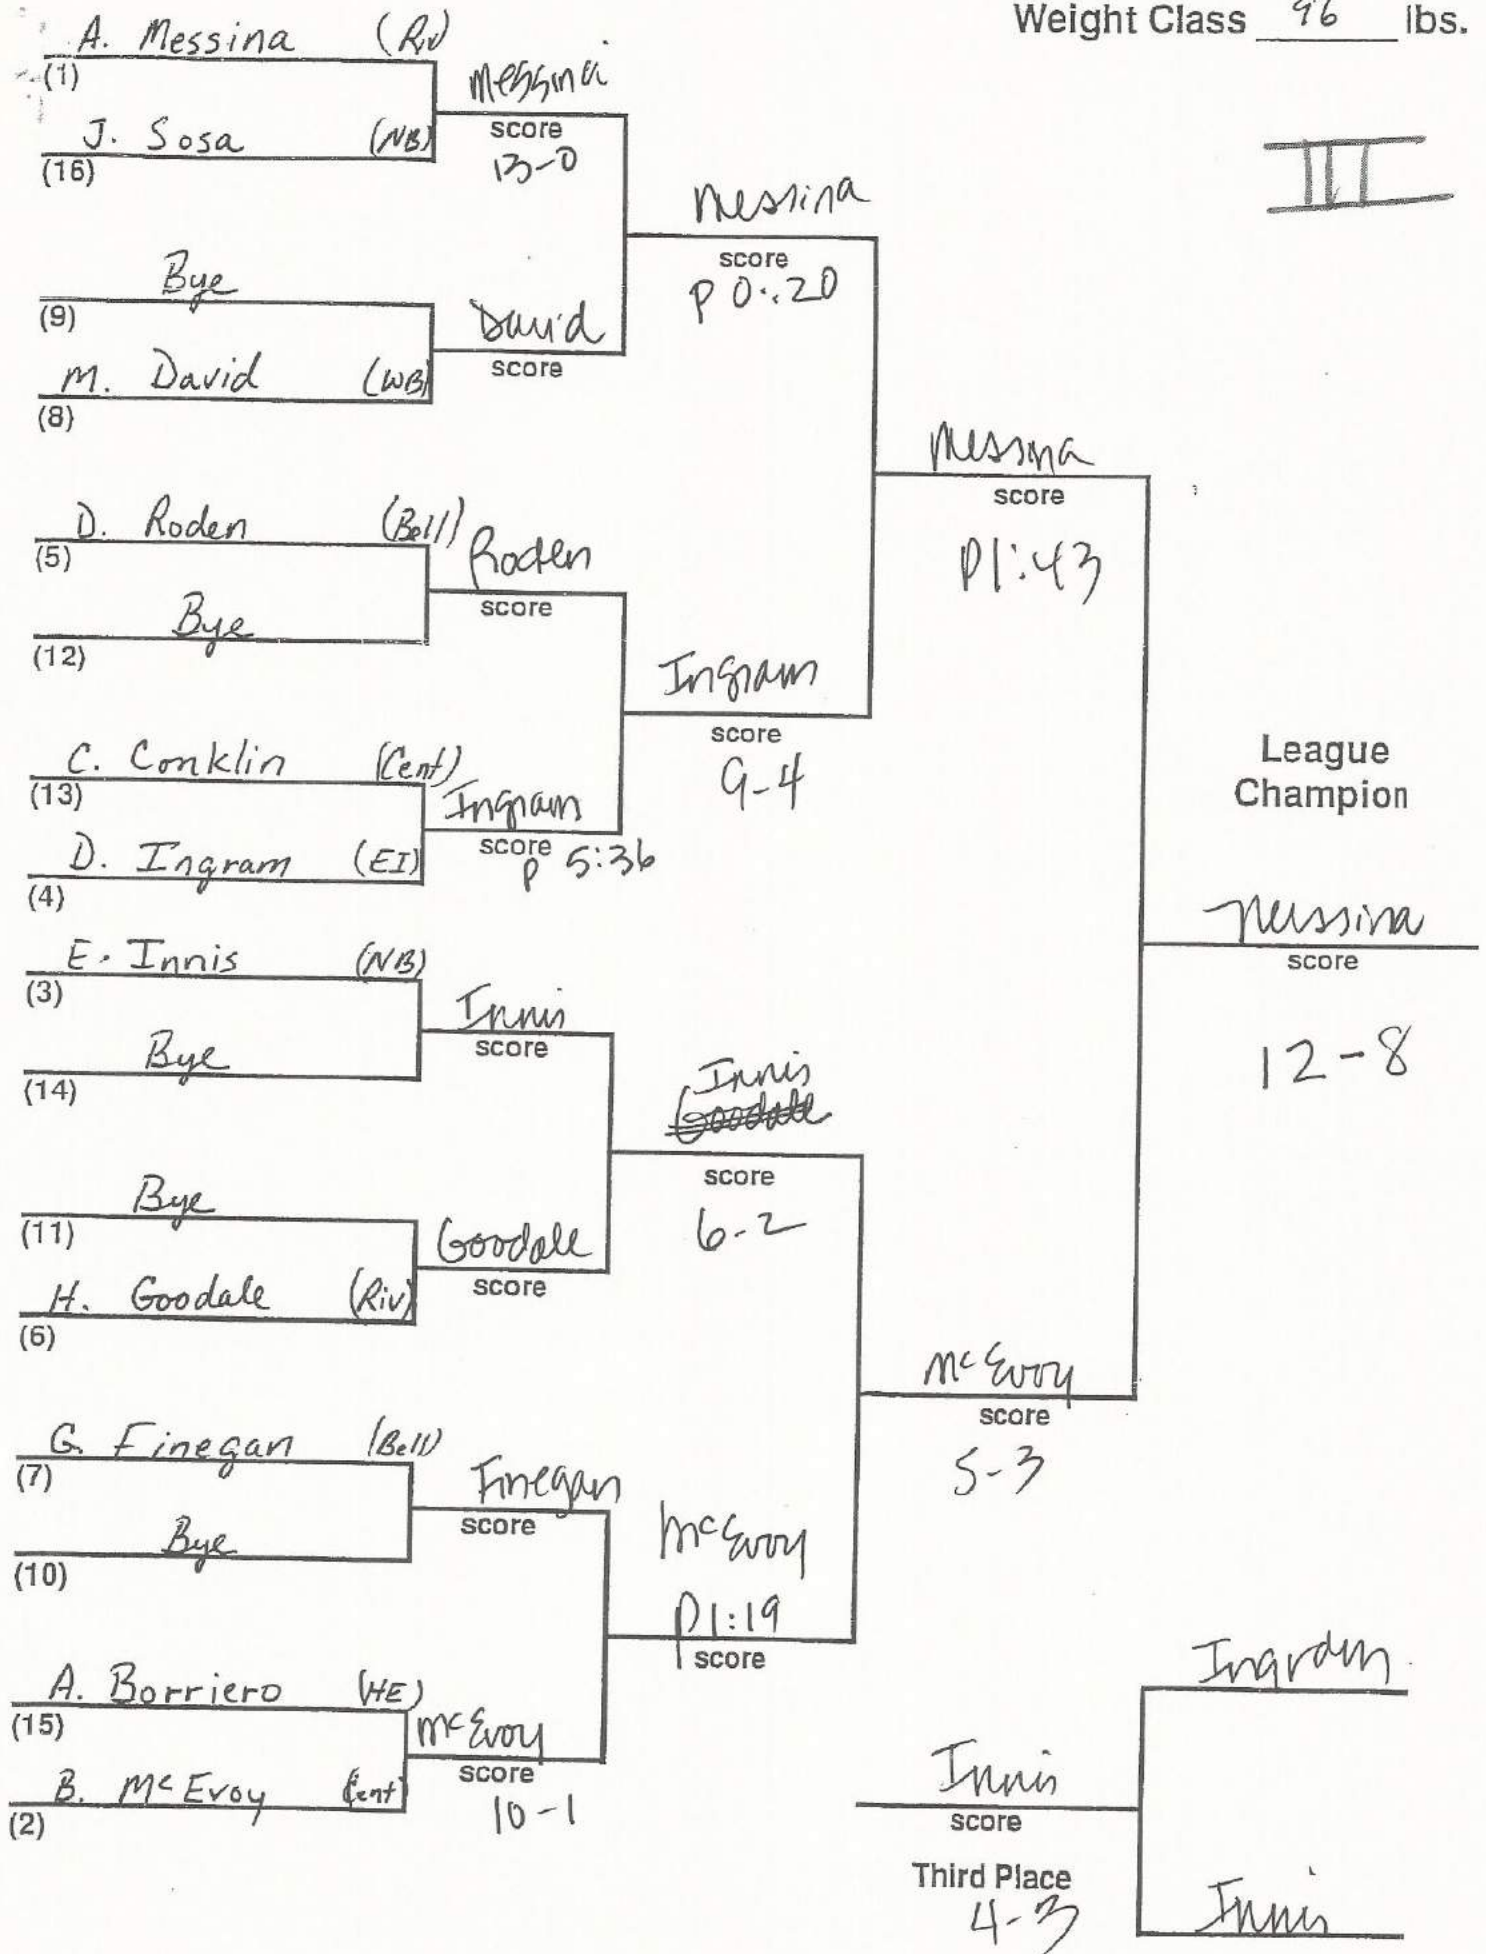 Weight Class 96 lbs.
III
A. Messina (Riv)
(1)
Messina
score
13-0
J. Sosa (NB)
(16)
Messina
score
P 0:20
Bye
(9)
David
score
M. David (WB)
(8)
Messina
score
P1:43
D. Roden (Bell)
(5)
Roden
score
Bye
(12)
Ingram
score
9-4
C. Conklin (Cent)
(13)
Ingram
score
P 5:36
D. Ingram (EI)
(4)
League
Champion
Messina
score
12-8
E. Innis (NB)
(3)
Innis
score
Bye
(14)
Innis
Goodale
score
6-2
Bye
(11)
Goodale
score
H. Goodale (Riv)
(6)
McEvoy
score
5-3
G. Finegan (Bell)
(7)
Finegan
score
Bye
(10)
McEvoy
P1:19
score
A. Borriero (HE)
(15)
McEvoy
score
10-1
B. McEvoy (Cent)
(2)
Ingram
Innis
score
Third Place
4-3
Innis